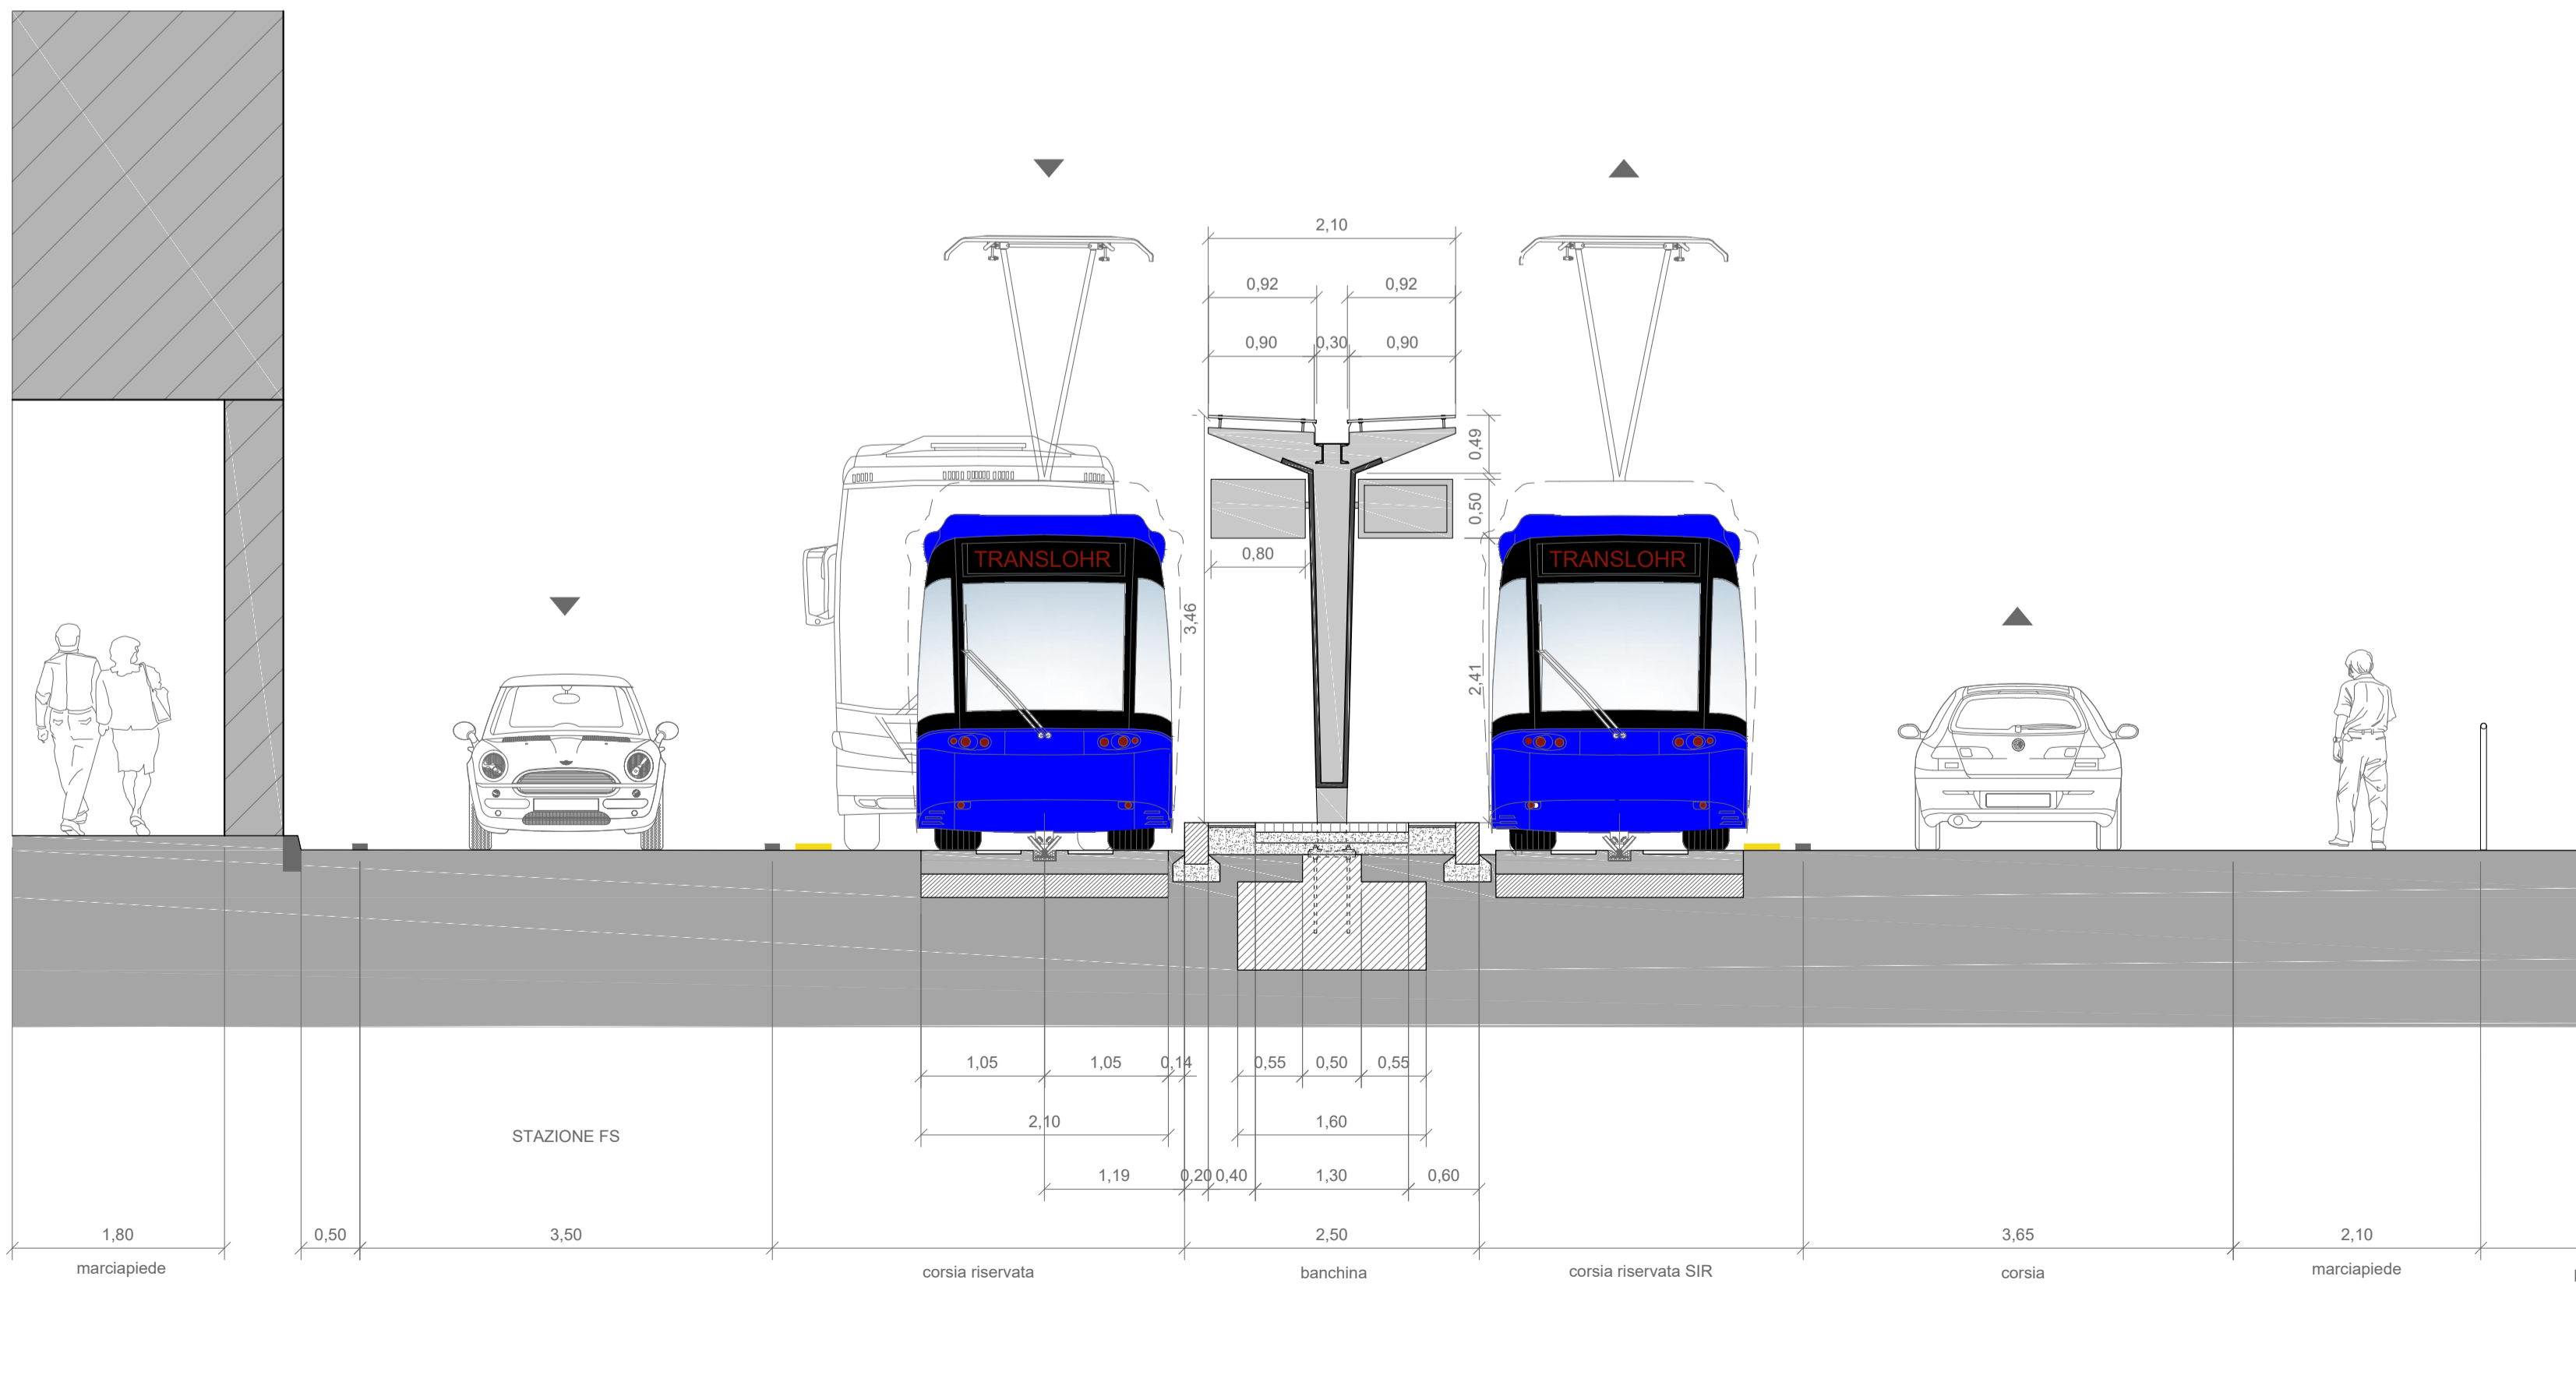 2,10
0,92 0,92
0,90 0,30 0,90
0,49
0,50
0,80
TRANSLOHR TRANSLOHR
3,46
2,41
1,05 1,05 0,14 0,55 0,50 0,55
2,10 1,60
STAZIONE FS
1,19 0,20 0,40 1,30 0,60
1,80 0,50 3,50 2,50 3,65 2,10
marciapiede corsia riservata banchina corsia riservata SIR corsia marciapiede